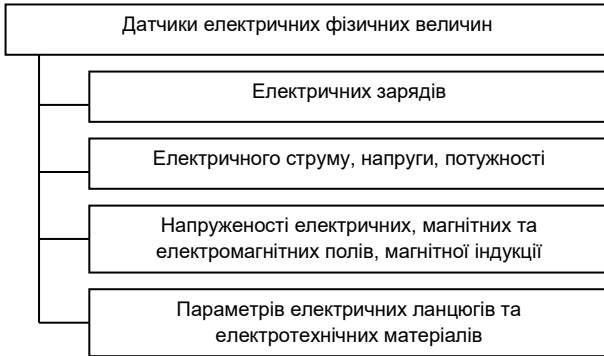 Датчики електричних фізичних величин
Електричних зарядів
Електричного струму, напруги, потужності
Напруженості електричних, магнітних та
електромагнітних полів, магнітної індукції
Параметрів електричних ланцюгів та
електротехнічних матеріалів